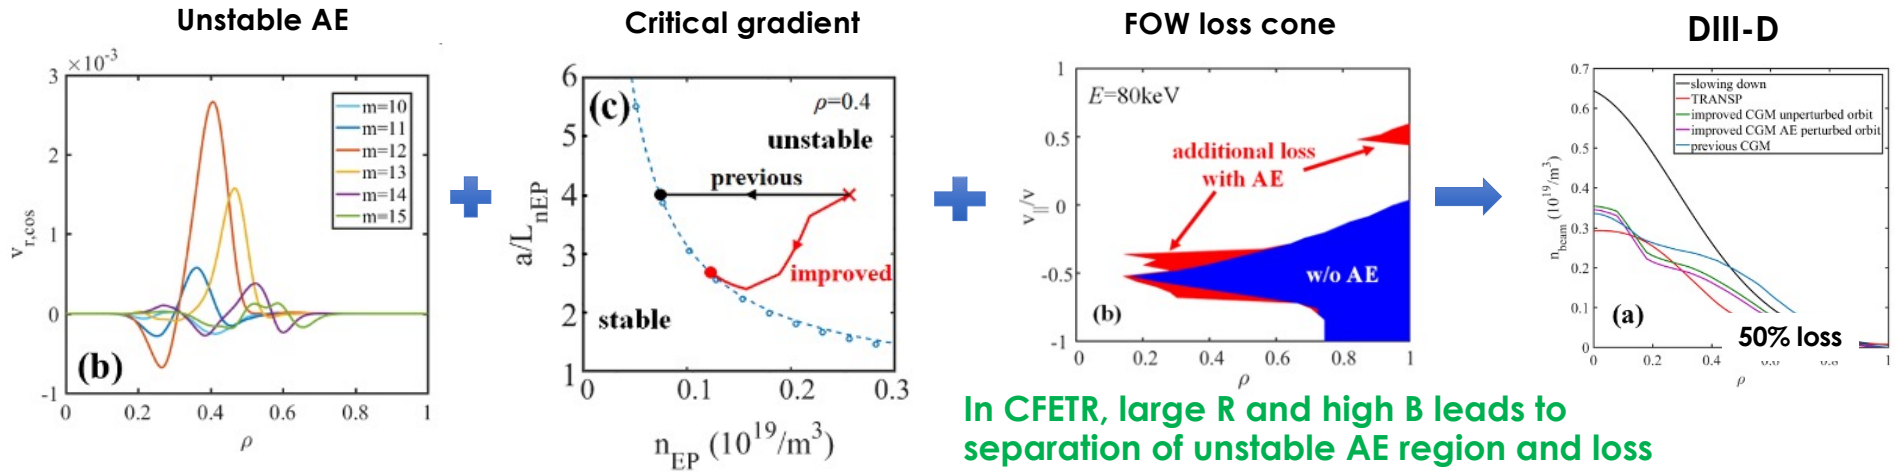 Unstable AE
×10⁻³
3
2
1
0
-1
v_r,cos
m=10
m=11
m=12
m=13
m=14
m=15
(b)
0 0.2 0.4 0.6 0.8 1
ρ
Critical gradient
6
5
4
3
2
1
a/L_nEP
(c)
ρ=0.4
unstable
previous
improved
stable
0 0.1 0.2 0.3
n_EP (10¹⁹/m³)
FOW loss cone
1
0.5
0
-0.5
-1
v_||/v
E=80keV
additional loss
with AE
w/o AE
(b)
0 0.2 0.4 0.6 0.8 1
ρ
DIII-D
0.7
0.6
0.5
0.4
0.3
0.2
0.1
0
n_beam (10¹⁹/m³)
slowing down
TRANSP
improved CGM unperturbed orbit
improved CGM AE perturbed orbit
previous CGM
(a)
50% loss
0 0.2 0.4 1
ρ
In CFETR, large R and high B leads to
separation of unstable AE region and loss